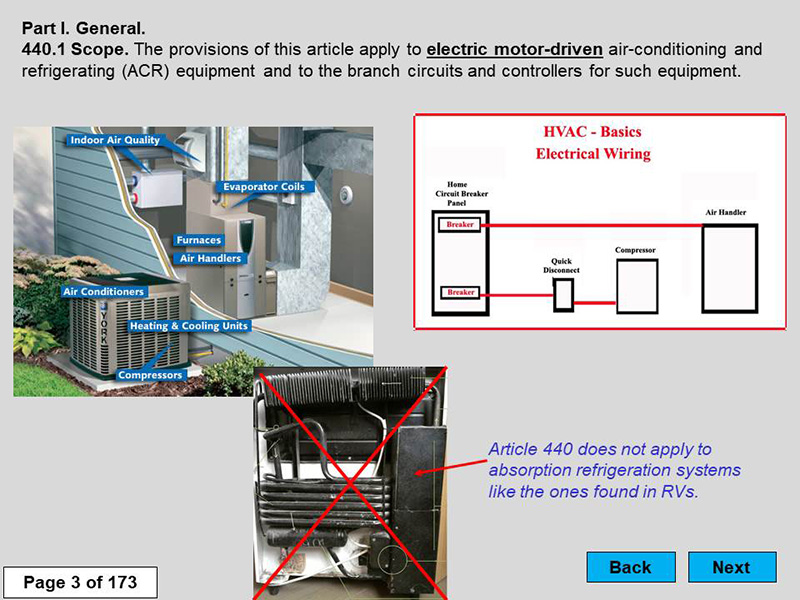 Part I. General.
440.1 Scope. The provisions of this article apply to electric motor-driven air-conditioning and
refrigerating (ACR) equipment and to the branch circuits and controllers for such equipment.
Indoor Air Quality
Evaporator Coils
Furnaces
Air Handlers
Air Conditioners
YORK
Heating & Cooling Units
Compressors
HVAC - Basics
Electrical Wiring
Home
Circuit Breaker
Panel
Breaker
Air Handler
Compressor
Quick
Disconnect
Breaker
Article 440 does not apply to
absorption refrigeration systems
like the ones found in RVs.
Back
Next
Page 3 of 173